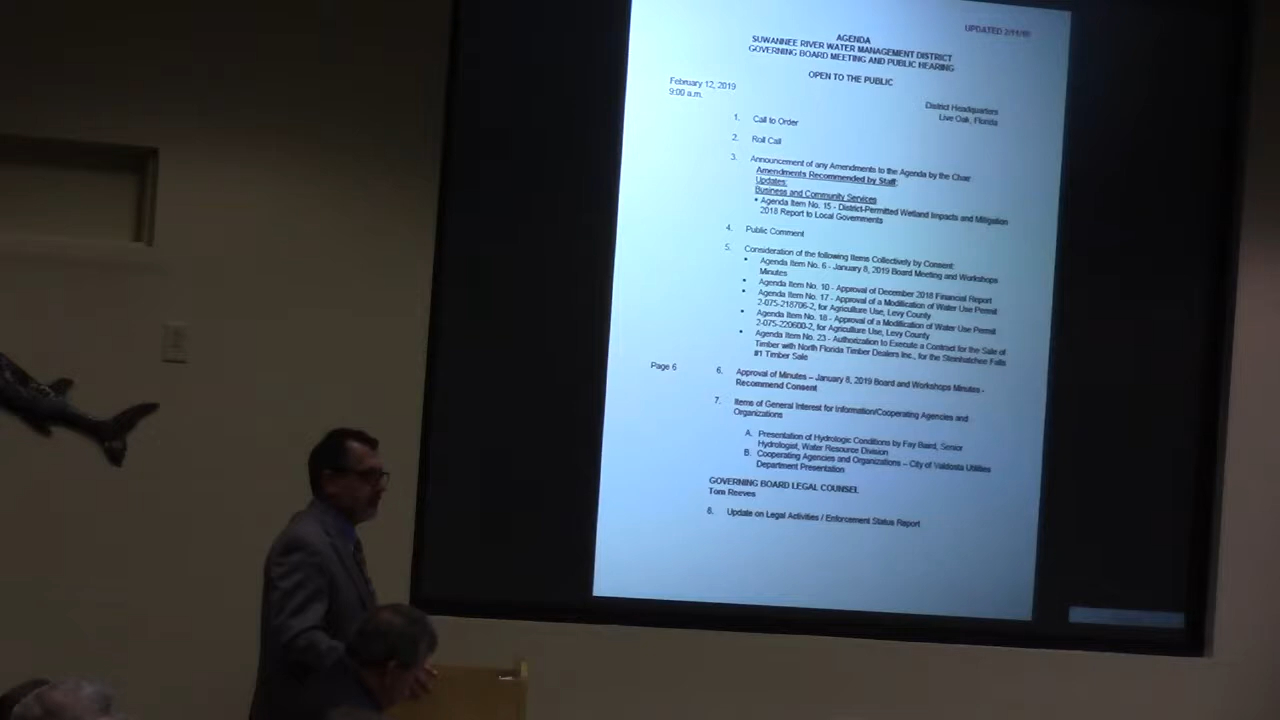 UPDATED
AGENDA
SUWANNEE RIVER WATER MANAGEMENT DISTRICT
GOVERNING BOARD MEETING AND PUBLIC HEARING
OPEN TO THE PUBLIC
February 12, 2019
9:00 a.m.
District Headquarters
Live Oak, Florida
1. Call to Order
2. Roll Call
3. Announcement of any Amendments to the Agenda by the Chair
Amendments Recommended by Staff:
Updates:
Business and Community Services
• Agenda Item No. 15 - District-Permitted Wetland Impacts and Mitigation
2018 Report to Local Governments
4. Public Comment
5. Consideration of the following Items Collectively by Consent:
• Agenda Item No. 6 - January 8, 2019 Board Meeting and Workshops
Minutes
• Agenda Item No. 10 - Approval of December 2018 Financial Report
• Agenda Item No. 17 - Approval of a Modification of Water Use Permit
2-075-218706-2, for Agriculture Use, Levy County
• Agenda Item No. 18 - Approval of a Modification of Water Use Permit
2-075-220600-2, for Agriculture Use, Levy County
• Agenda Item No. 23 - Authorization to Execute a Contract for the Sale of
Timber with North Florida Timber Dealers Inc., for the Steinhatchee Falls
#1 Timber Sale
Page 6 6. Approval of Minutes – January 8, 2019 Board and Workshops Minutes -
Recommend Consent
7. Items of General Interest for Information/Cooperating Agencies and
Organizations
A. Presentation of Hydrologic Conditions by Fay Baird, Senior
Hydrologist, Water Resource Division
B. Cooperating Agencies and Organizations – City of Valdosta Utilities
Department Presentation
GOVERNING BOARD LEGAL COUNSEL
Tom Reeves
8. Update on Legal Activities / Enforcement Status Report